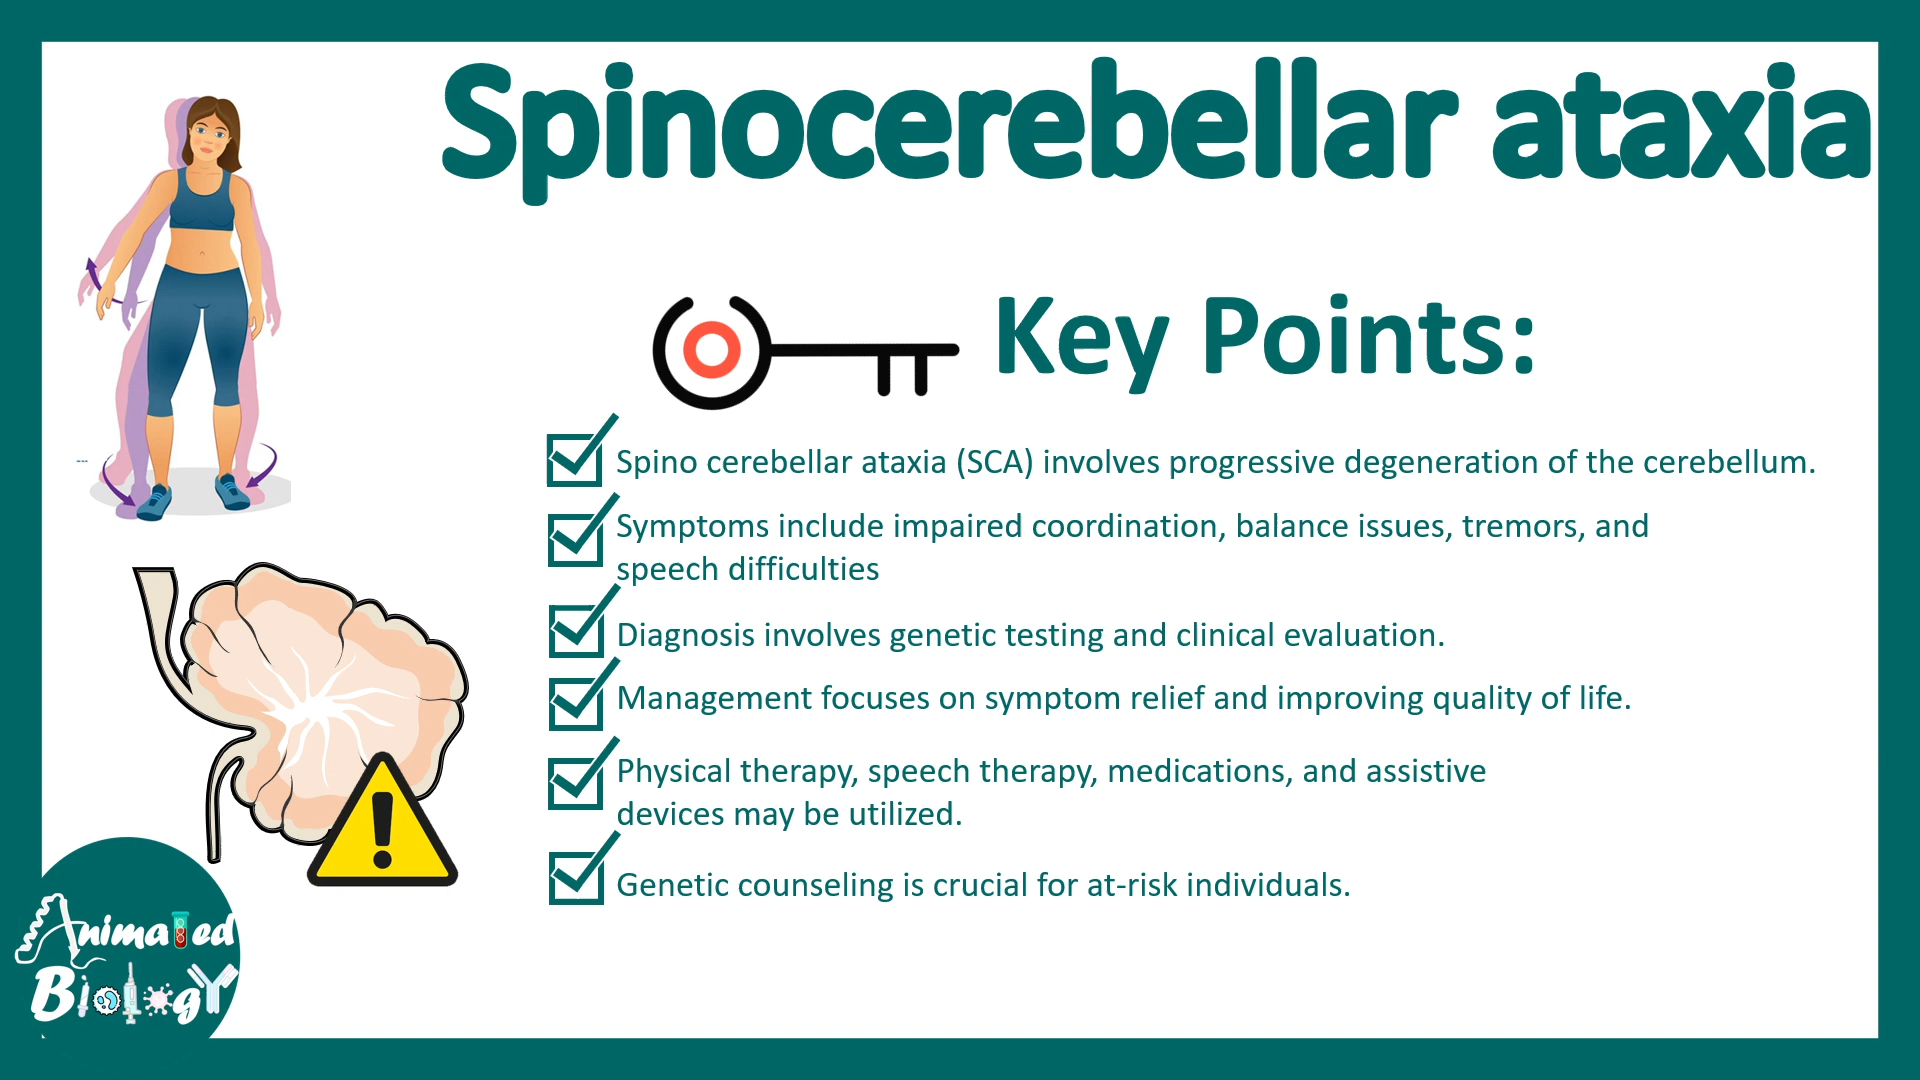 Spinocerebellar ataxia
Key Points:
Spino cerebellar ataxia (SCA) involves progressive degeneration of the cerebellum.
Symptoms include impaired coordination, balance issues, tremors, and
speech difficulties
Diagnosis involves genetic testing and clinical evaluation.
Management focuses on symptom relief and improving quality of life.
Physical therapy, speech therapy, medications, and assistive
devices may be utilized.
Genetic counseling is crucial for at-risk individuals.
Animated
Biology